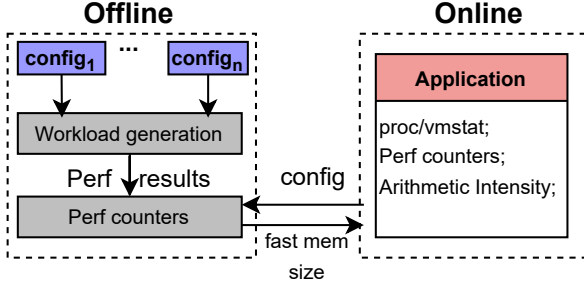 Offline
config1
...
confign
Workload generation
Perf results
Perf counters
config
fast mem
size
Online
Application
proc/vmstat;
Perf counters;
Arithmetic Intensity;